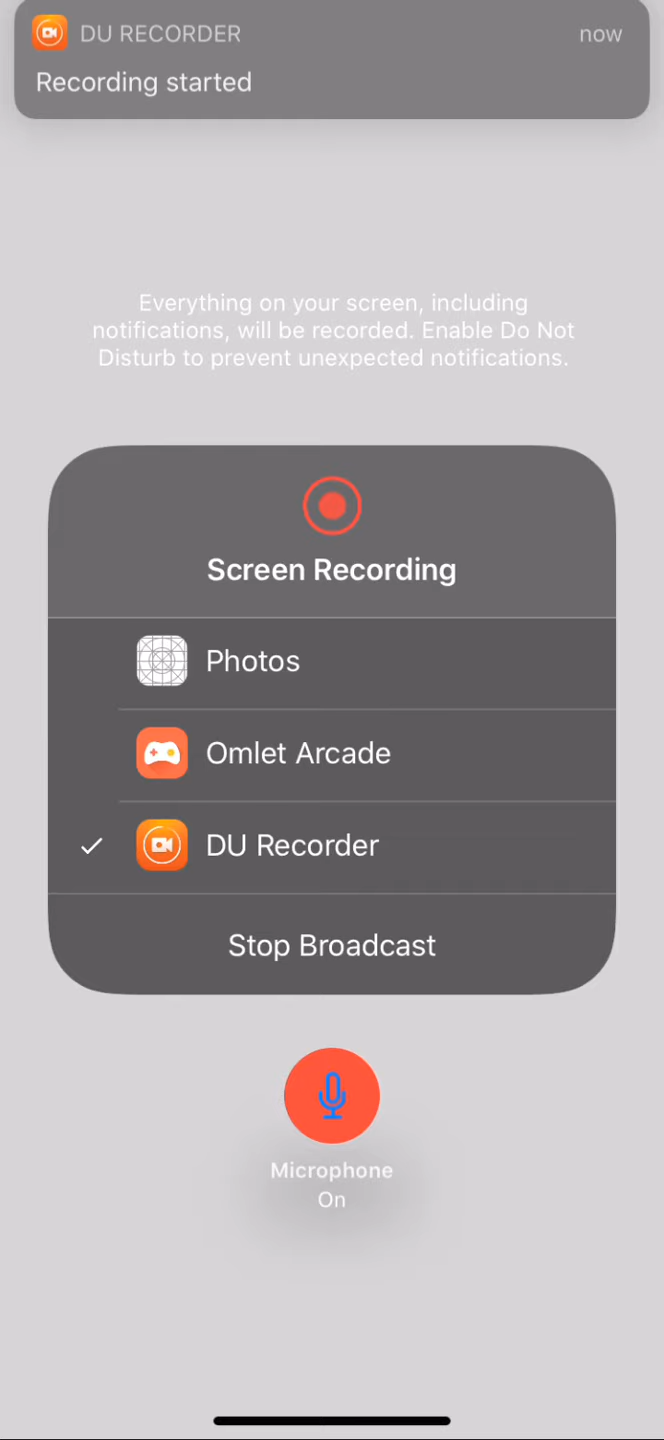 DU RECORDER
now
Recording started
Everything on your screen, including
notifications, will be recorded. Enable Do Not
Disturb to prevent unexpected notifications.
Screen Recording
Photos
Omlet Arcade
DU Recorder
Stop Broadcast
Microphone
On